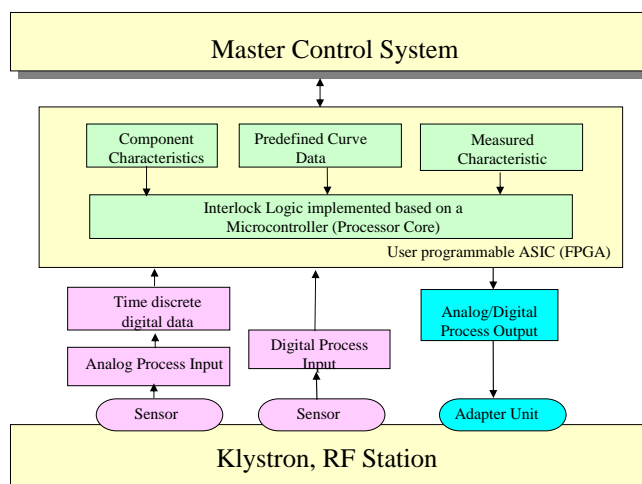 Master Control System
Component
Characteristics
Predefined Curve
Data
Measured
Characteristic
Interlock Logic implemented based on a
Microcontroller (Processor Core)
User programmable ASIC (FPGA)
Time discrete
digital data
Analog Process Input
Digital Process
Input
Analog/Digital
Process Output
Sensor
Sensor
Adapter Unit
Klystron, RF Station